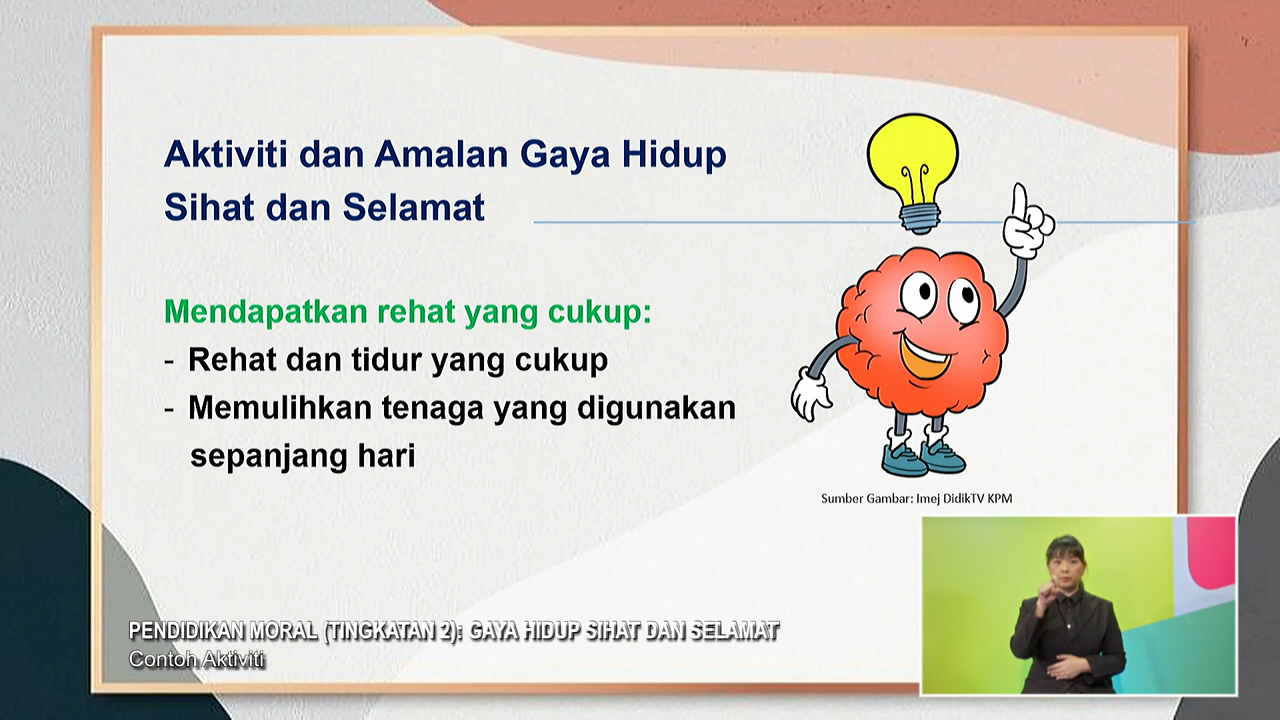 Aktiviti dan Amalan Gaya Hidup
Sihat dan Selamat
Mendapatkan rehat yang cukup:
- Rehat dan tidur yang cukup
- Memulihkan tenaga yang digunakan
sepanjang hari
Sumber Gambar: Imej DidikTV KPM
PENDIDIKAN MORAL (TINGKATAN 2): GAYA HIDUP SIHAT DAN SELAMAT
Contoh Aktiviti